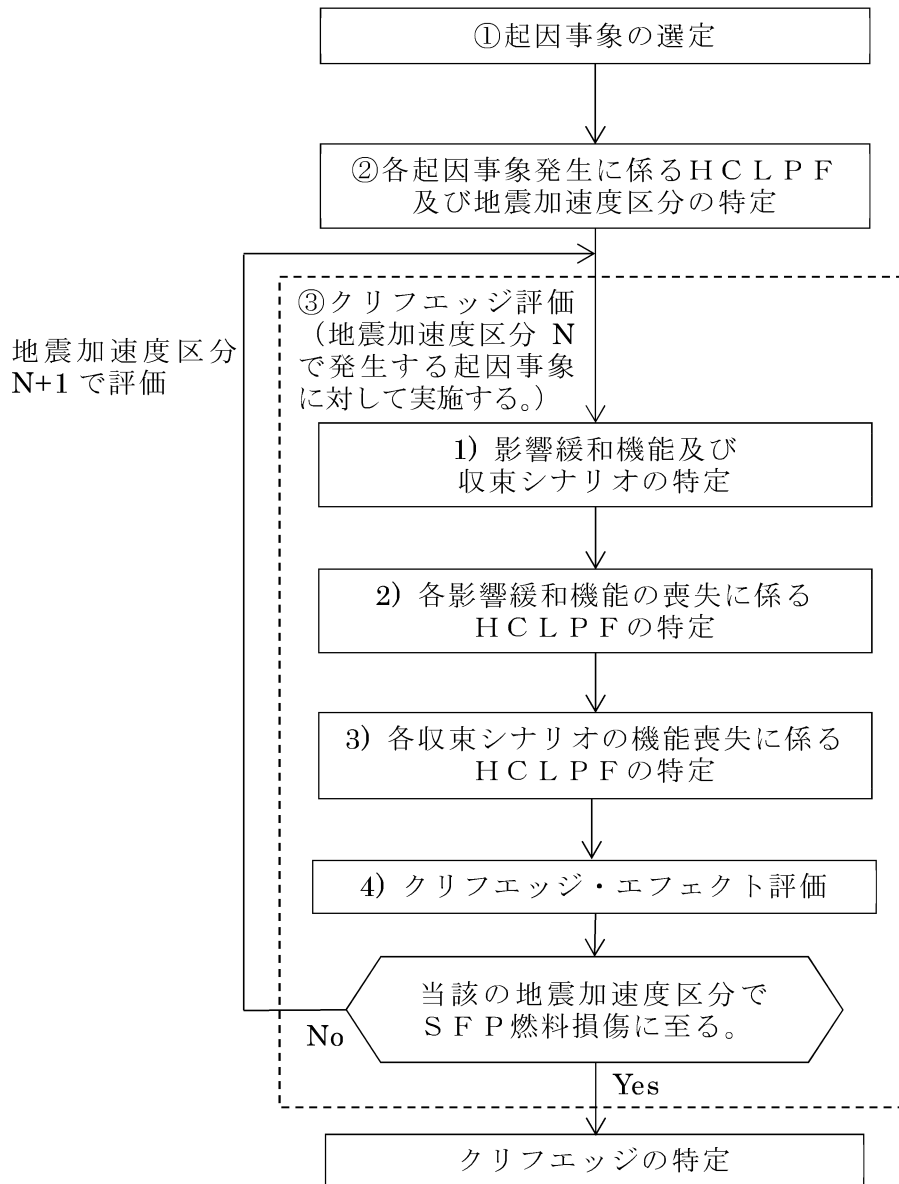 ①起因事象の選定
②各起因事象発生に係るＨＣＬＰＦ
及び地震加速度区分の特定
③クリフエッジ評価
（地震加速度区分 N
で発生する起因事象
に対して実施する。）
地震加速度区分
N+1 で評価
1) 影響緩和機能及び
収束シナリオの特定
2) 各影響緩和機能の喪失に係る
ＨＣＬＰＦの特定
3) 各収束シナリオの機能喪失に係る
ＨＣＬＰＦの特定
4) クリフエッジ・エフェクト評価
当該の地震加速度区分で
ＳＦＰ燃料損傷に至る。
No
Yes
クリフエッジの特定